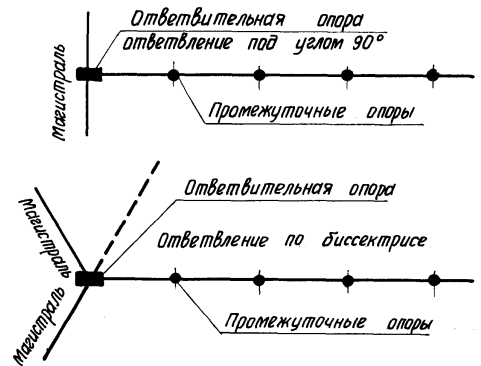 Ответвительная опора
ответвление под углом 90°
Магистраль
Промежуточные опоры
Ответвительная опора
Магистраль
Ответвление по биссектрисе
Магистраль
Промежуточные опоры